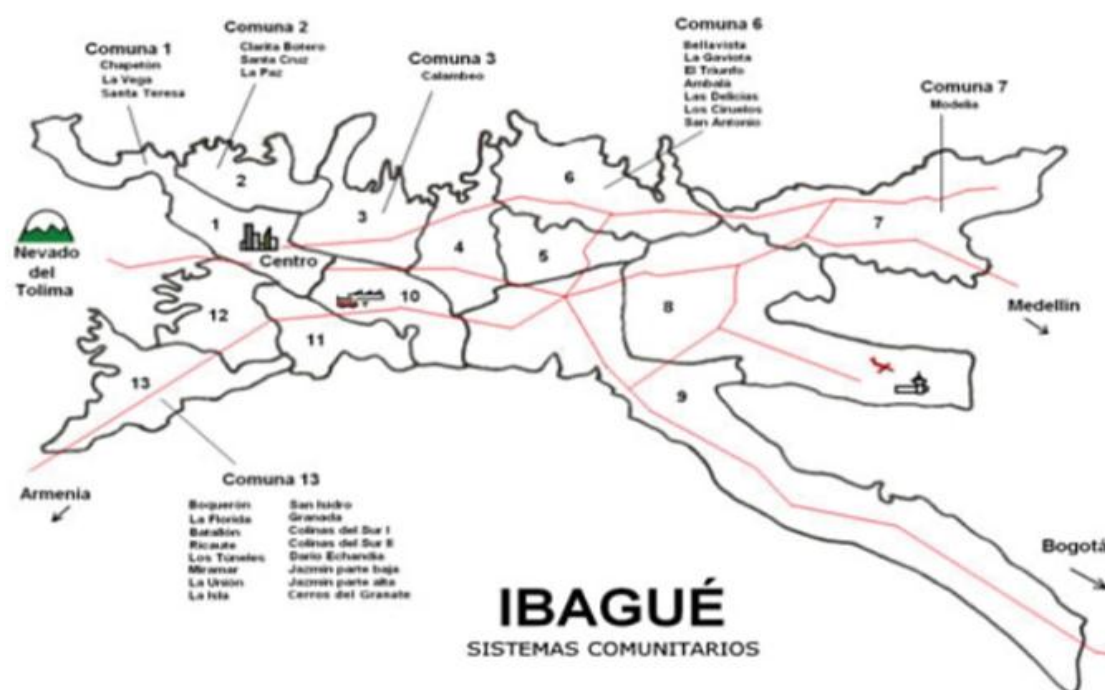 Comuna 1
Chapetón
La Vega
Santa Teresa
Comuna 2
Clarita Botero
Santa Cruz
La Paz
Comuna 3
Calambeo
Comuna 6
Bellavista
La Gaviota
El Triunfo
Ambalá
Las Delicias
Los Ciruelos
San Antonio
Comuna 7
Modelia
2
6
3
1
7
4
5
Nevado
del
Tolima
Centro
10
12
8
11
Medellin
13
9
Armenia
Comuna 13
Boquerón
La Florida
Batallón
Ricaute
Los Túneles
Miramar
La Unión
La Isla
San Isidro
Granada
Colinas del Sur I
Colinas del Sur II
Darío Echandia
Jazmin parte baja
Jazmin parte alta
Cerros del Granate
Bogotá
IBAGUÉ
SISTEMAS COMUNITARIOS